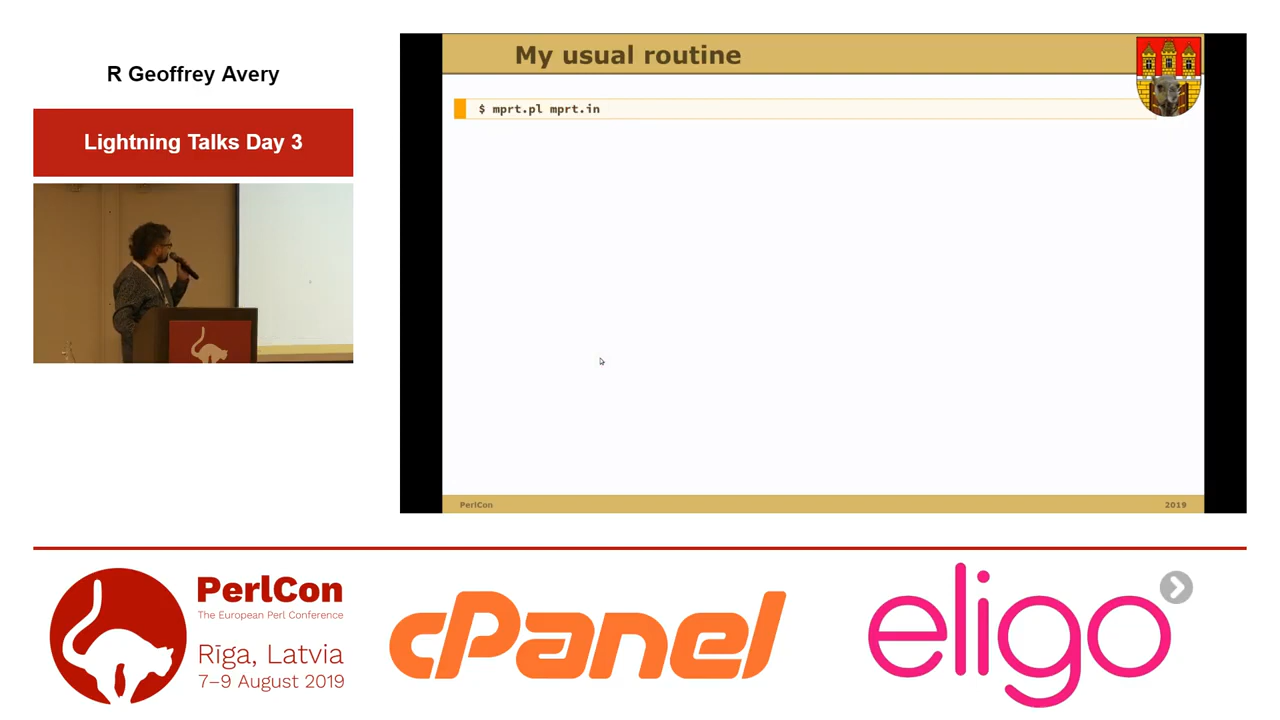 R Geoffrey Avery
Lightning Talks Day 3
My usual routine
$ mprt.pl mprt.in
PerlCon
2019
PerlCon
The European Perl Conference
Rīga, Latvia
7–9 August 2019
cPanel
eligo